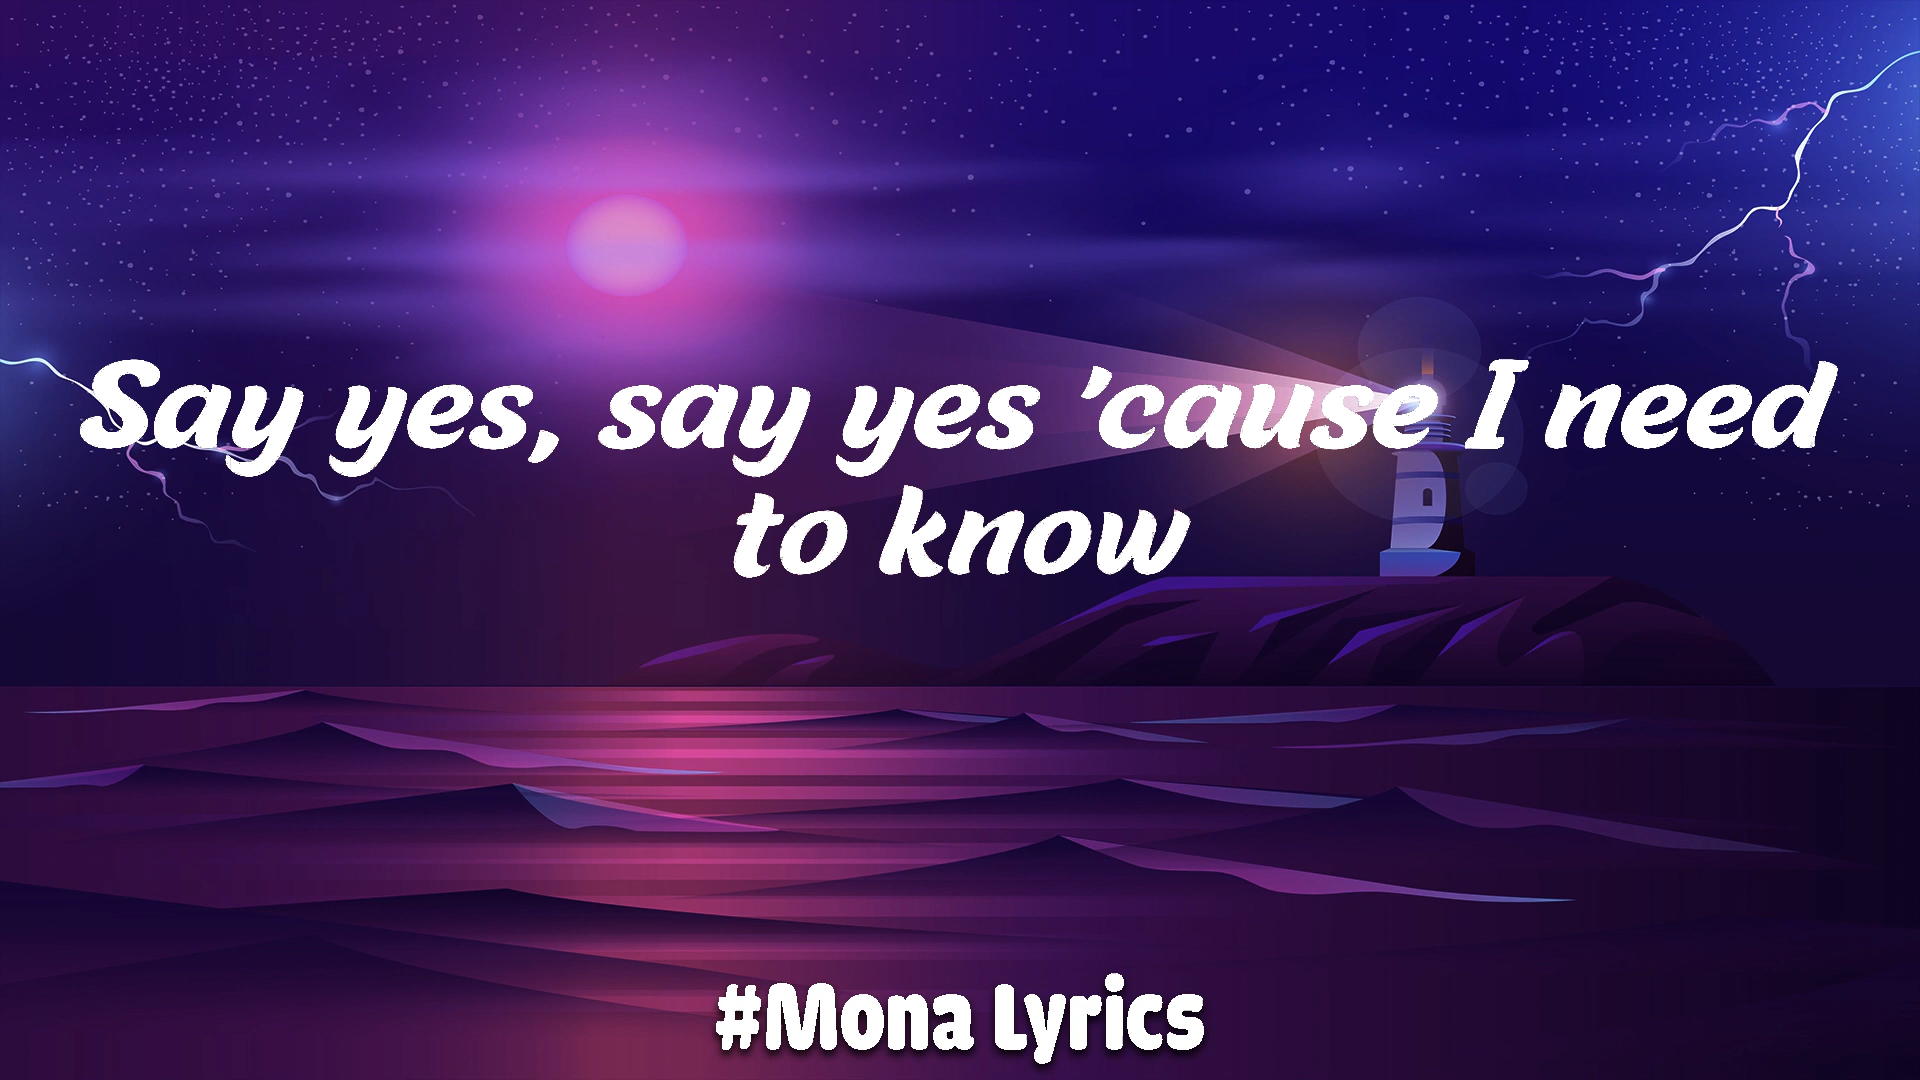 Say yes, say yes 'cause I need
to know
#Mona Lyrics